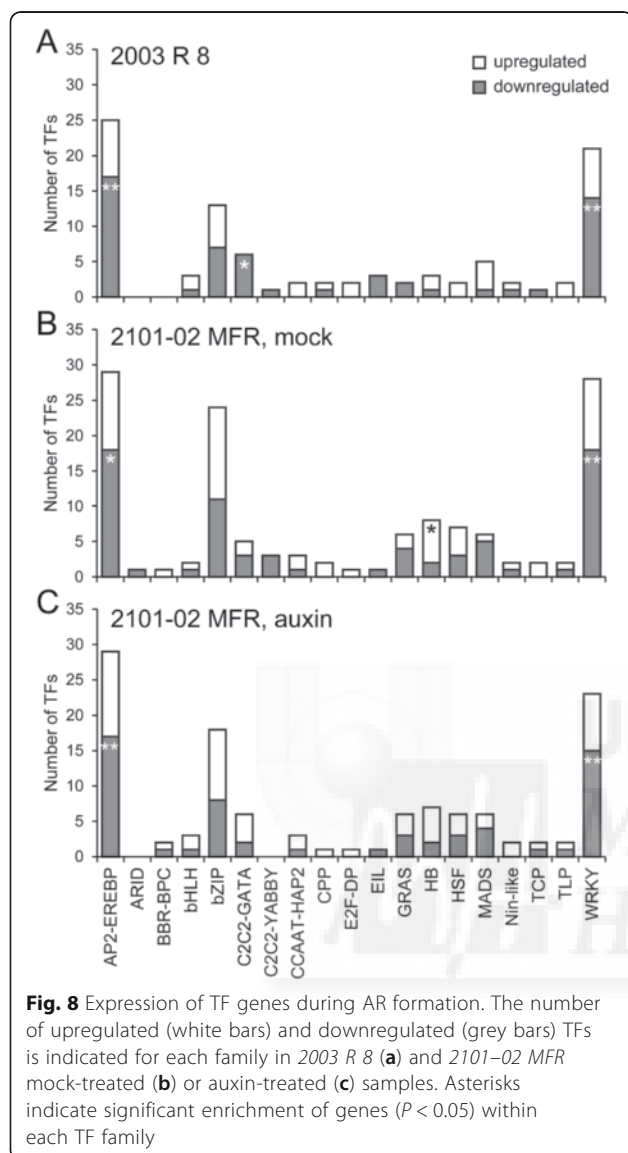 A
2003 R 8
upregulated
downregulated
Number of TFs
35
30
25
20
15
10
5
0
**
*
**
B
2101-02 MFR, mock
Number of TFs
35
30
25
20
15
10
5
0
*
*
**
C
2101-02 MFR, auxin
Number of TFs
35
30
25
20
15
10
5
0
**
**
AP2-EREBP
ARID
BBR-BPC
bHLH
bZIP
C2C2-GATA
C2C2-YABBY
CCAAT-HAP2
CPP
E2F-DP
EIL
GRAS
HB
HSF
MADS
Nin-like
TCP
TLP
WRKY
Fig. 8 Expression of TF genes during AR formation. The number
of upregulated (white bars) and downregulated (grey bars) TFs
is indicated for each family in 2003 R 8 (a) and 2101–02 MFR
mock-treated (b) or auxin-treated (c) samples. Asterisks
indicate significant enrichment of genes (P < 0.05) within
each TF family